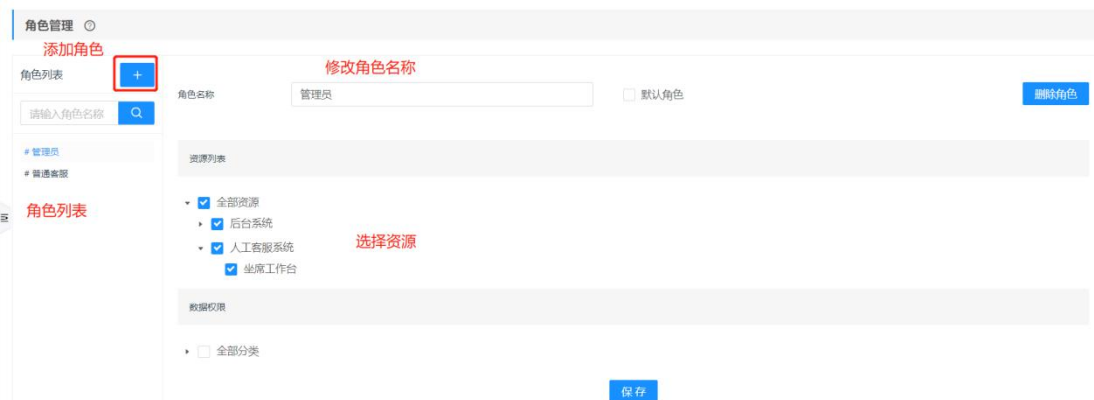 角色管理
添加角色
角色列表
+
修改角色名称
角色名称
管理员
默认角色
删除角色
请输入角色名称
# 管理员
# 普通客服
角色列表
资源列表
全部资源
后台系统
人工客服系统
选择资源
坐席工作台
数据权限
全部分类
保存